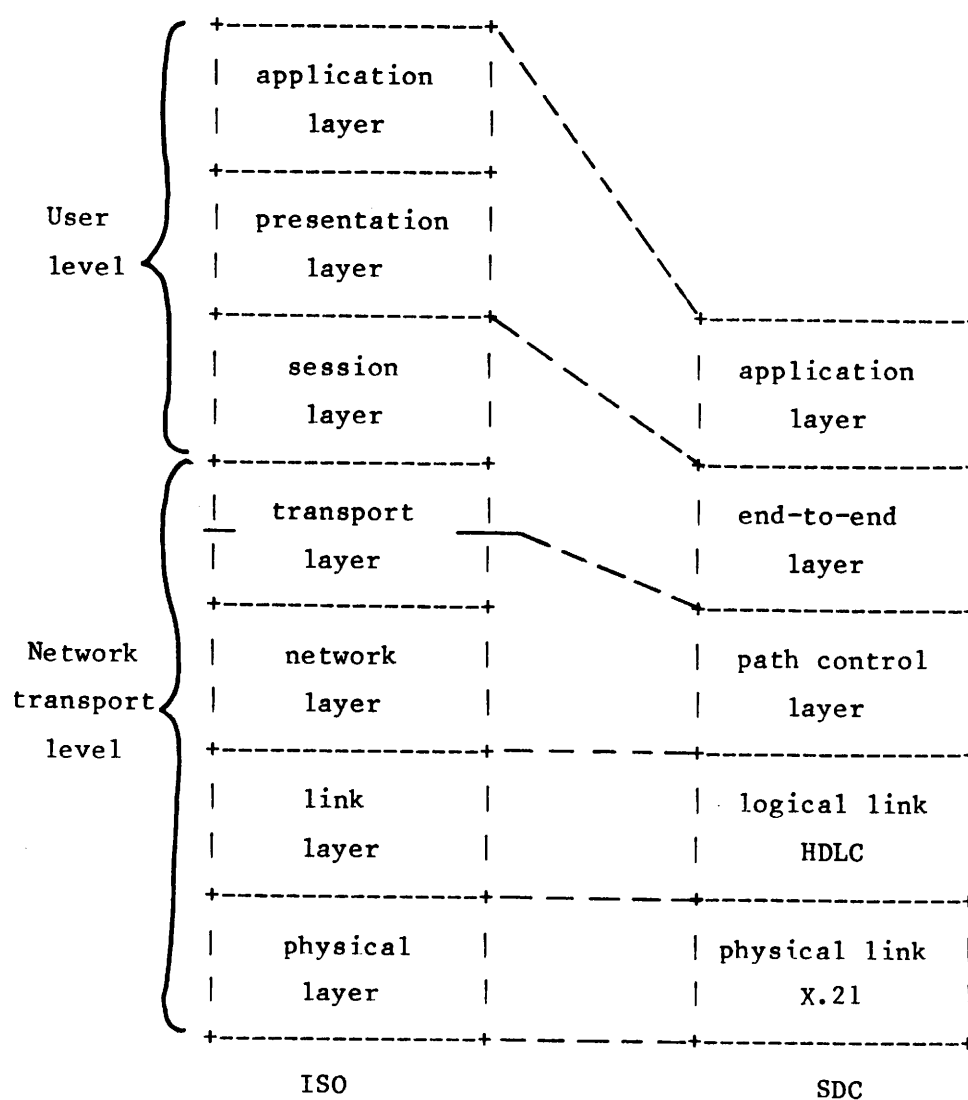 application
layer
presentation
layer
User
level
session
layer
application
layer
transport
layer
end-to-end
layer
Network
transport
level
network
layer
path control
layer
link
layer
logical link
HDLC
physical
layer
physical link
X.21
ISO
SDC